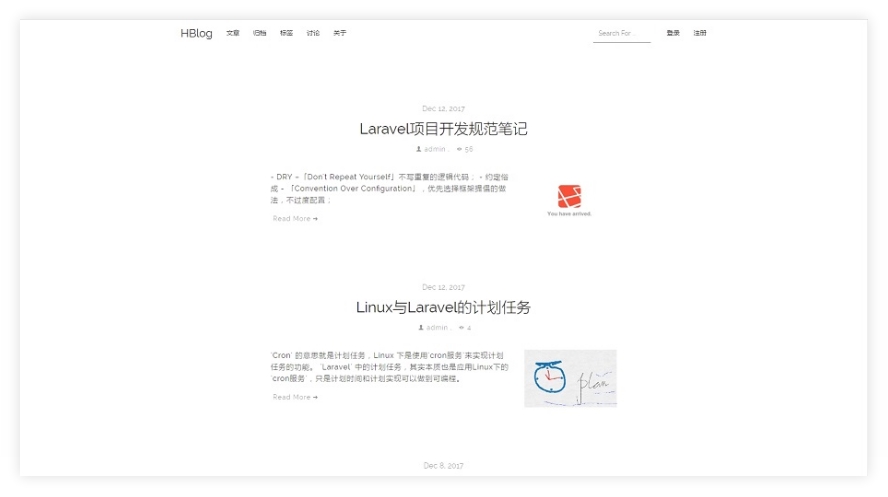 HBlog 文章 归档 标签 讨论 关于 Search For... 登录 注册
Dec 12, 2017
Laravel项目开发规范笔记
admin . 56
- DRY –「Don't Repeat Yourself」不写重复的逻辑代码； - 约定俗
成 - 「Convention Over Configuration」，优先选择框架提倡的做
法，不过度配置；
You have arrived.
Read More ➔
Dec 12, 2017
Linux与Laravel的计划任务
admin . 4
`Cron` 的意思就是计划任务，Linux 下是使用`cron服务`来实现计划
任务的功能。 `Laravel` 中的计划任务，其实本质也是应用Linux下的
`cron服务`，只是计划时间和计划实现可以做到可编程。
plan
Read More ➔
Dec 8, 2017